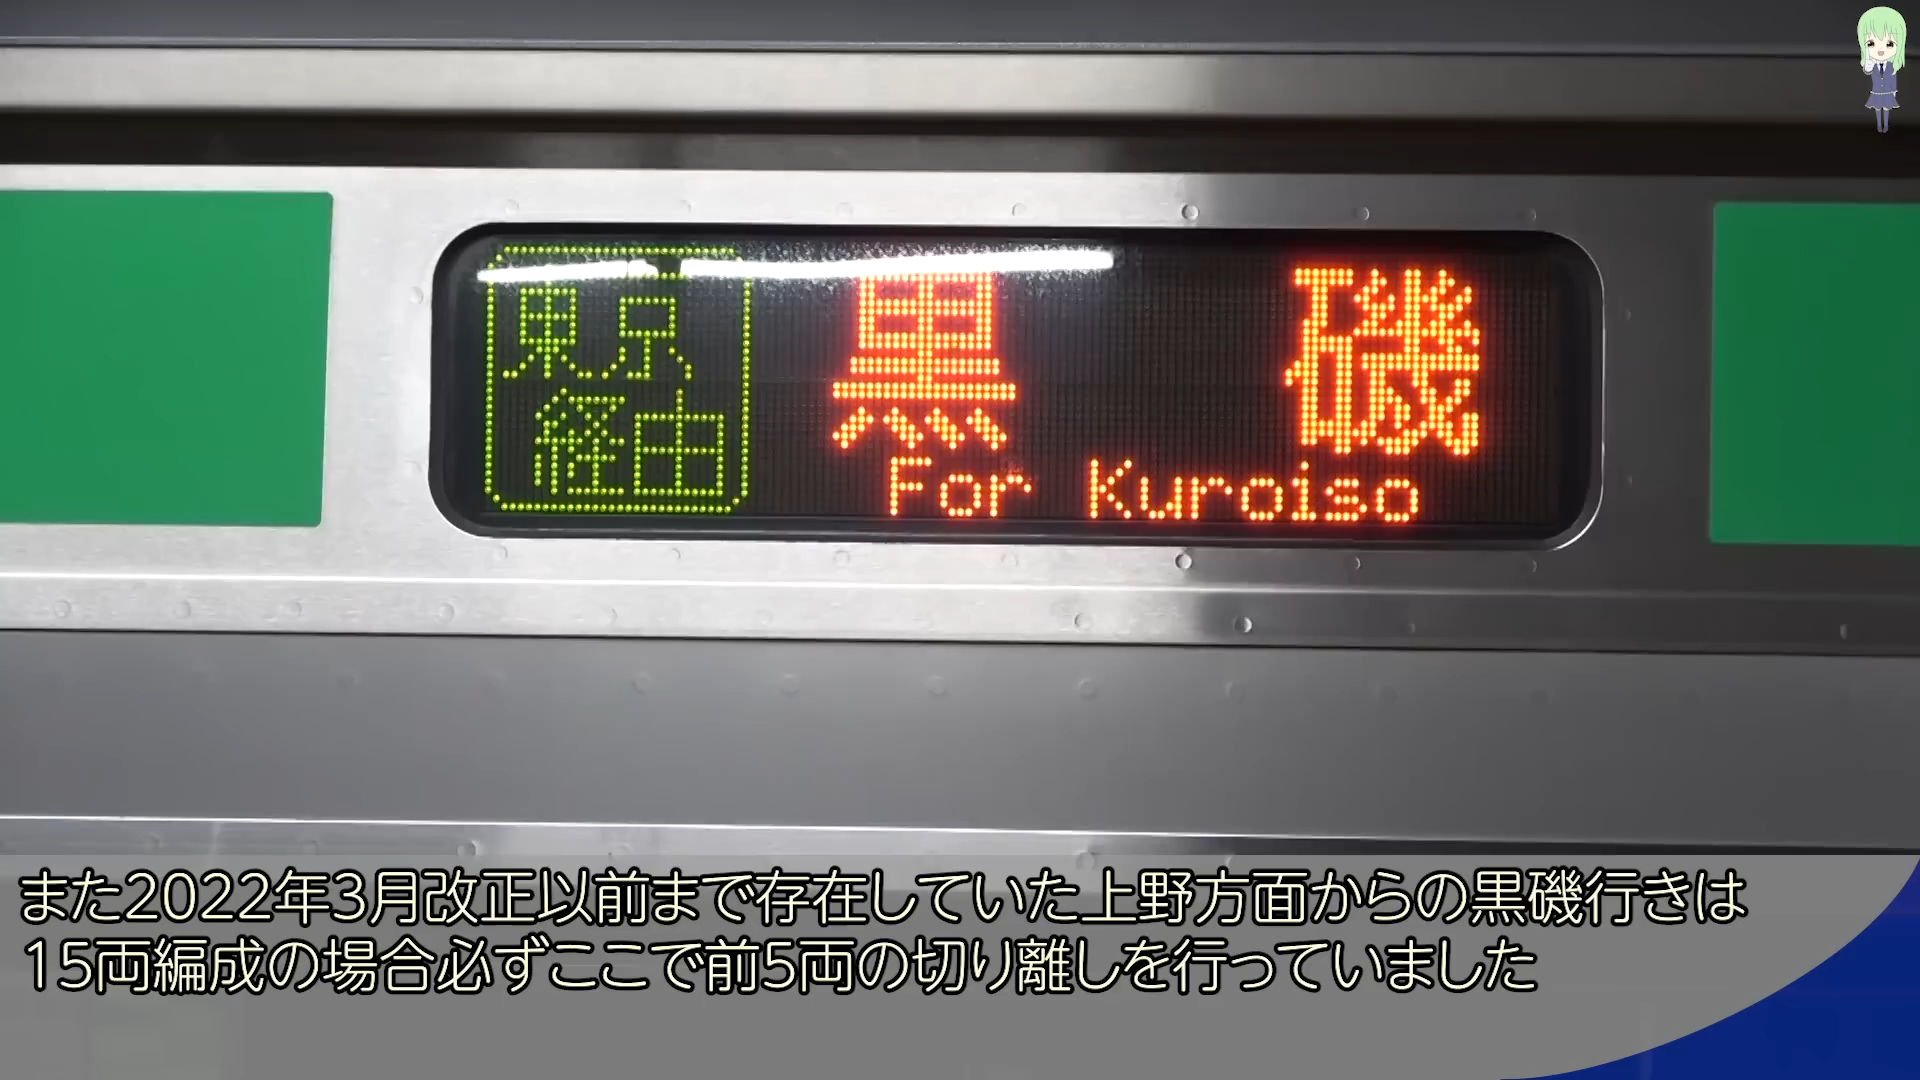 東京
経由
黒磯
For Kuroiso
また2022年3月改正以前まで存在していた上野方面からの黒磯行きは
15両編成の場合必ずここで前5両の切り離しを行っていました